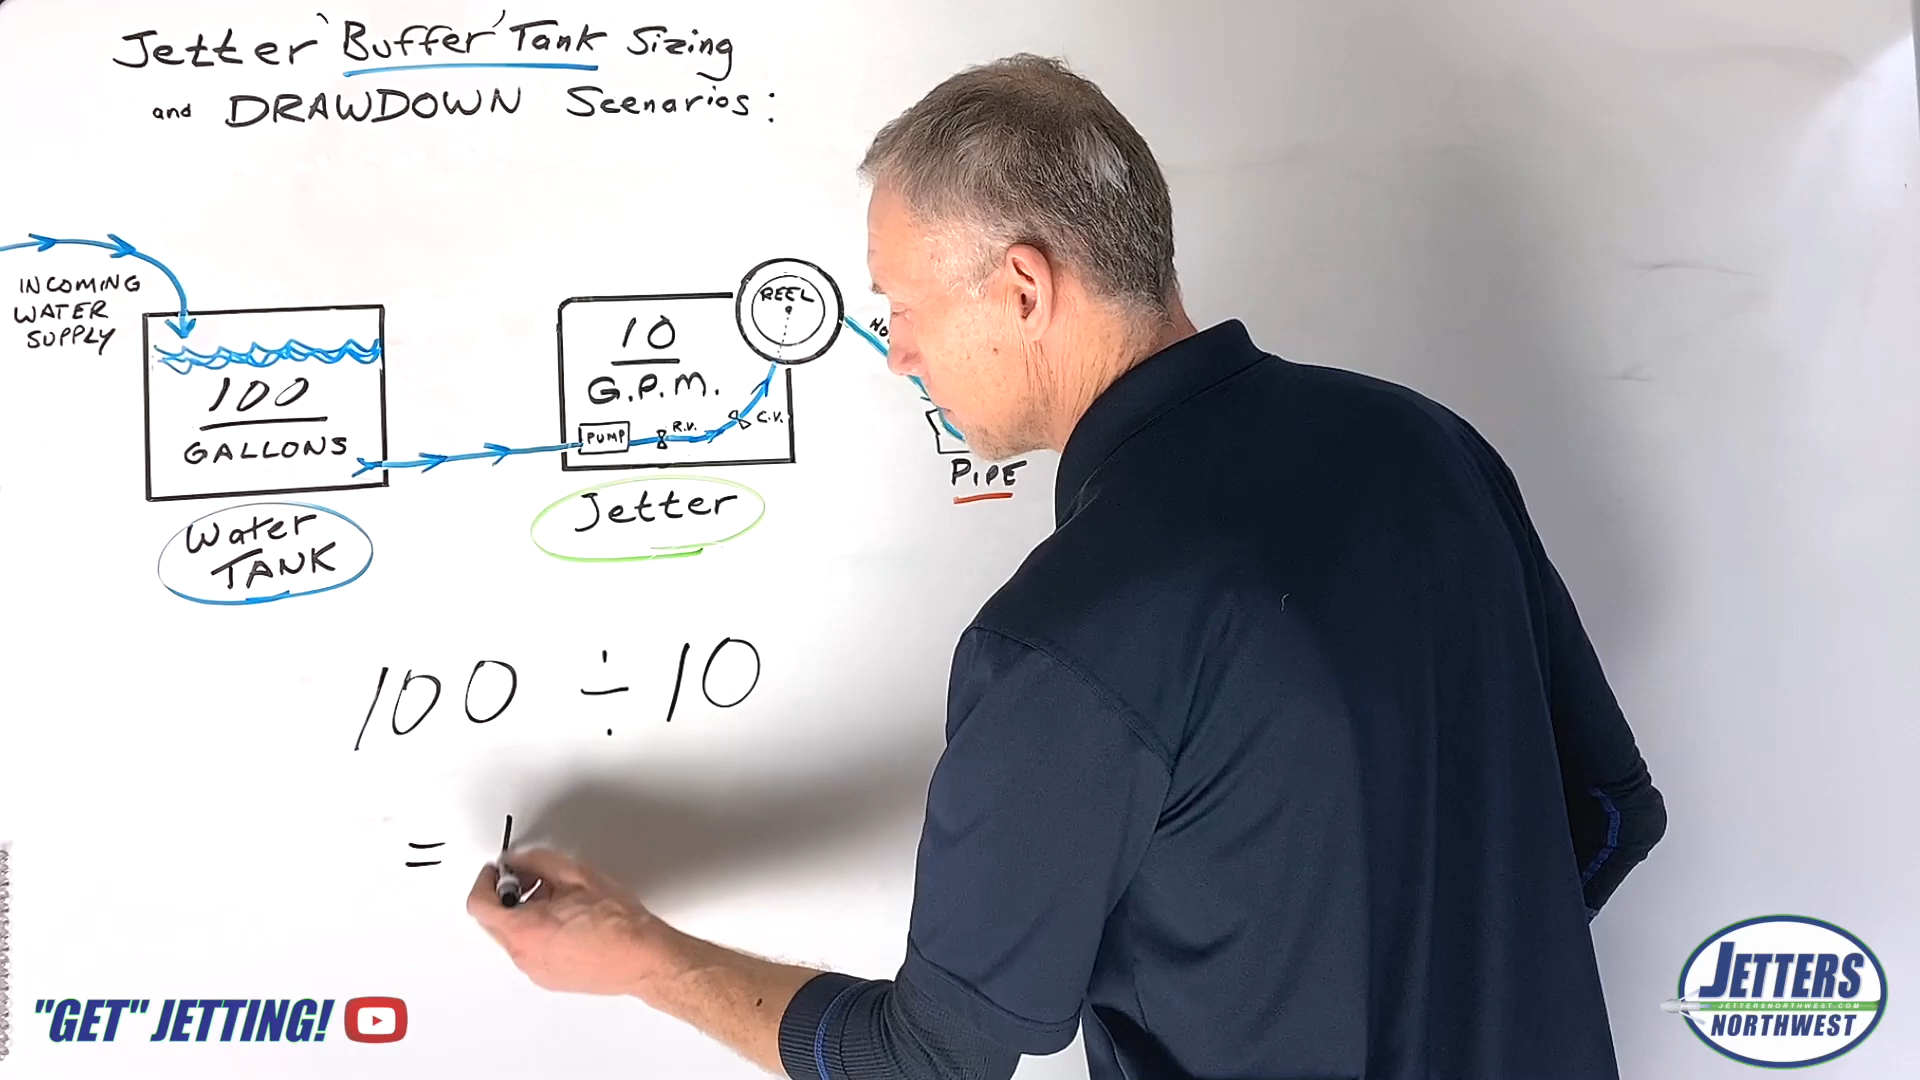 Jetter 'Buffer' Tank Sizing
and DRAWDOWN Scenarios:
INCOMING
WATER
SUPPLY
100
GALLONS
Water
TANK
10
G.P.M.
PUMP
R.V.
C.V.
REEL
Jetter
PIPE
100 ÷ 10
=
"GET" JETTING!
JETTERS
JETTERSNORTHWEST.COM
NORTHWEST